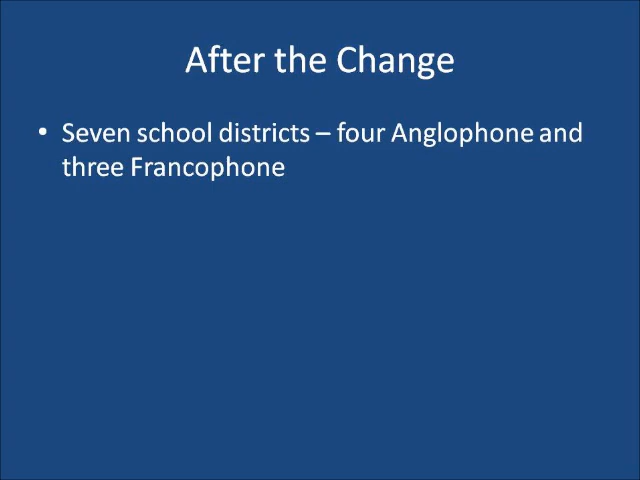 After the Change
• Seven school districts – four Anglophone and
three Francophone